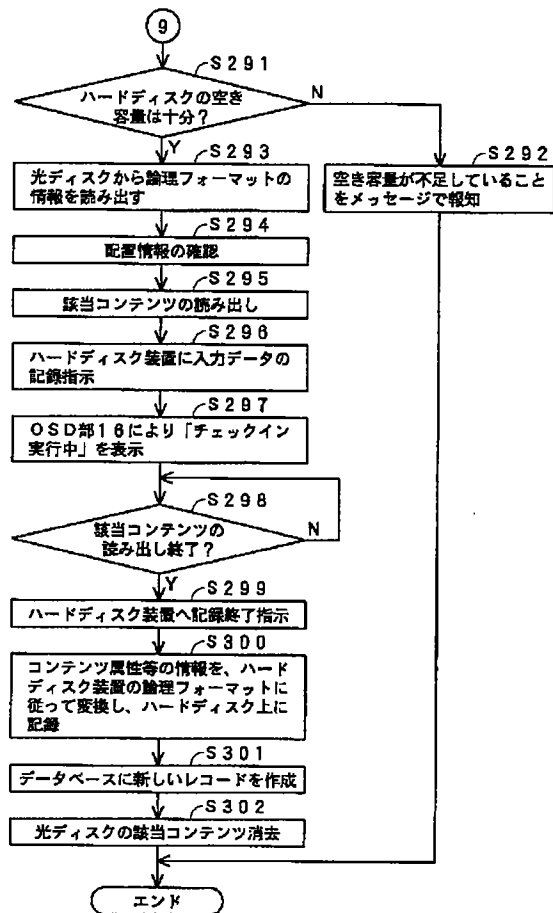 9
S291
ハードディスクの空き
容量は十分？
N
Y
S292
空き容量が不足していること
をメッセージで報知
S293
光ディスクから論理フォーマットの
情報を読み出す
S294
配置情報の確認
S295
該当コンテンツの読み出し
S296
ハードディスク装置に入力データの
記録指示
S297
OSD部16により「チェックイン
実行中」を表示
S298
該当コンテンツの
読み出し終了？
N
Y
S299
ハードディスク装置へ記録終了指示
S300
コンテンツ属性等の情報を、ハード
ディスク装置の論理フォーマットに
従って変換し、ハードディスク上に
記録
S301
データベースに新しいレコードを作成
S302
光ディスクの該当コンテンツ消去
エンド